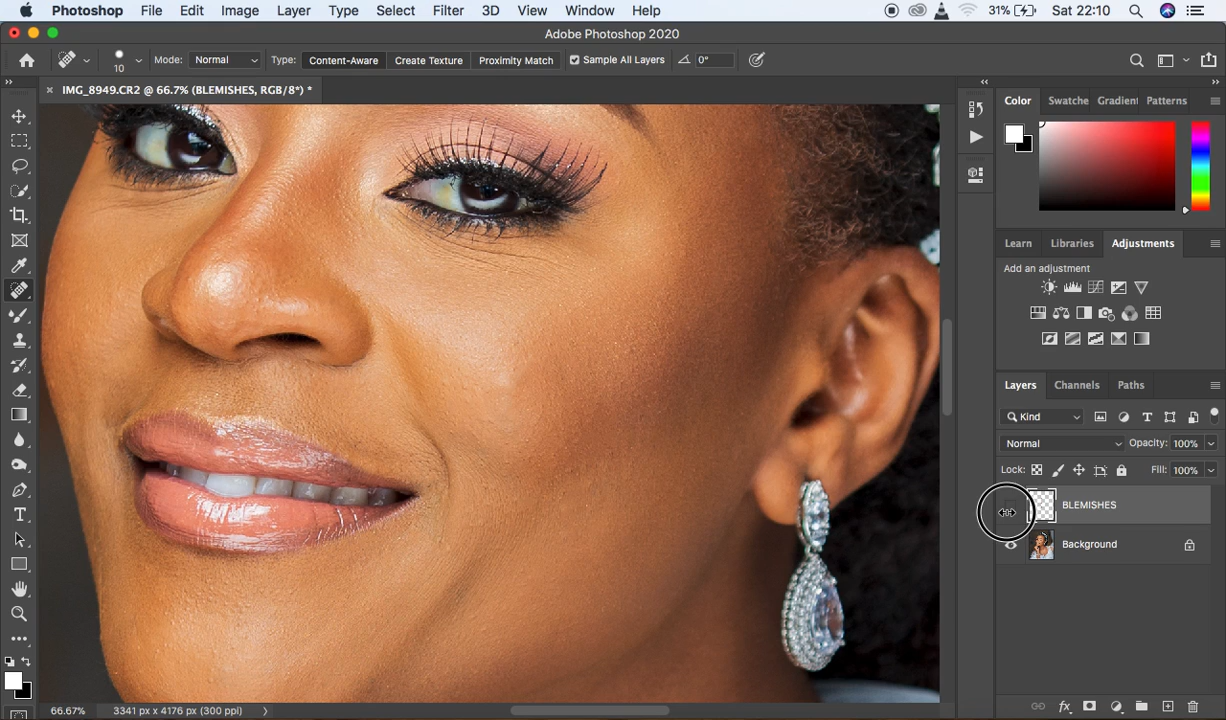 Photoshop File Edit Image Layer Type Select Filter 3D View Window Help 31% Sat 22:10
Adobe Photoshop 2020
10 Mode: Normal Type: Content-Aware Create Texture Proximity Match Sample All Layers 0°
IMG_8949.CR2 @ 66.7% (BLEMISHES, RGB/8*) *
Color Swatche Gradien Patterns
Learn Libraries Adjustments
Add an adjustment
Layers Channels Paths
Kind
Normal Opacity: 100%
Lock: Fill: 100%
BLEMISHES
Background
66.67% 3341 px x 4176 px (300 ppi)